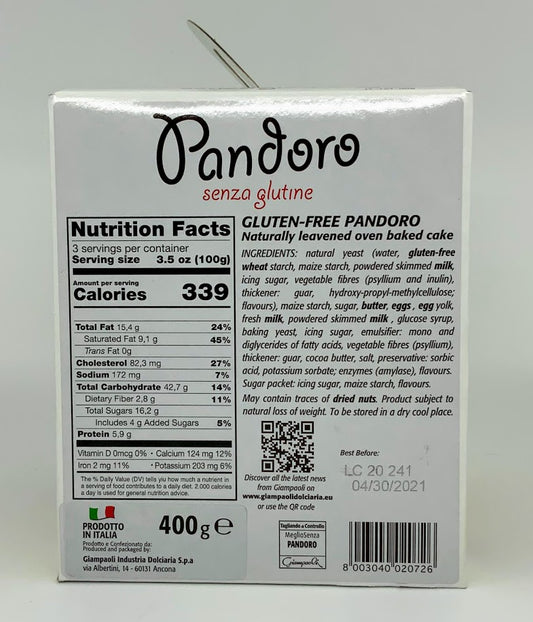 Pandoro
senza glutine
Nutrition Facts
3 servings per container
Serving size 3.5 oz (100g)
Amount per serving
Calories 339
Total Fat 15,4 g 24%
Saturated Fat 9,1 g 45%
Trans Fat 0g
Cholesterol 82,3 mg 27%
Sodium 172 mg 7%
Total Carbohydrate 42,7 g 14%
Dietary Fiber 2,8 g 11%
Total Sugars 16,2 g
Includes 4 g Added Sugars 5%
Protein 5,9 g
Vitamin D 0mcg 0% • Calcium 124 mg 12%
Iron 2 mg 11% • Potassium 203 mg 6%
The % Daily Value (DV) tells you how much a nutrient in
a serving of food contributes to a daily diet. 2.000 calories
a day is used for general nutrition advice.
GLUTEN-FREE PANDORO
Naturally leavened oven baked cake
INGREDIENTS: natural yeast (water, gluten-free
wheat starch, maize starch, powdered skimmed milk,
icing sugar, vegetable fibres (psyllium and inulin),
thickener: guar, hydroxy-propyl-methylcellulose;
flavours), maize starch, sugar, butter, eggs, egg yolk,
fresh milk, powdered skimmed milk , glucose syrup,
baking yeast, icing sugar, emulsifier: mono and
diglycerides of fatty acids, vegetable fibres (psyllium),
thickener: guar, cocoa butter, salt, preservative: sorbic
acid, potassium sorbate; enzymes (amylase), flavours.
Sugar packet: icing sugar, maize starch, flavours.
May contain traces of dried nuts. Product subject to
natural loss of weight. To be stored in a dry cool place.
Discover all the latest news
from Giampaoli on
www.giampaolidolciaria.eu
or use the QR code
Best Before:
LC 20 241
04/30/2021
PRODOTTO
IN ITALIA
400g e
Prodotto e Confezionato da:
Produced and packaged by:
Giampaoli Industria Dolciaria S.p.a
via Albertini, 14 - 60131 Ancona
Tagliando a Controllo
MeglioSenza
PANDORO
Giampaoli
8 003040 020726